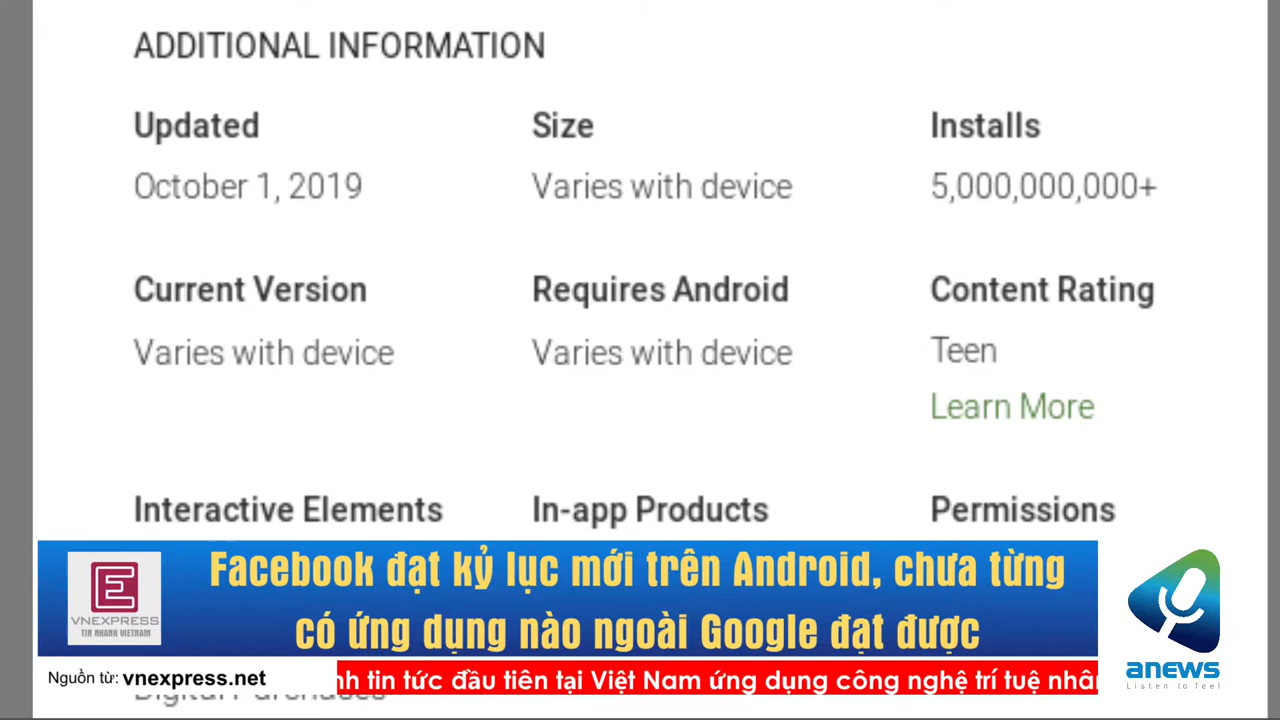 ADDITIONAL INFORMATION
Updated
Size
Installs
October 1, 2019
Varies with device
5,000,000,000+
Current Version
Requires Android
Content Rating
Varies with device
Varies with device
Teen
Learn More
Interactive Elements
In-app Products
Permissions
E
VNEXPRESS
TIN NHANH VIETNAM
Facebook đạt kỷ lục mới trên Android, chưa từng
có ứng dụng nào ngoài Google đạt được
anews
Listen to feel
Nguồn từ: vnexpress.net
nh tin tức đầu tiên tại Việt Nam ứng dụng công nghệ trí tuệ nhân